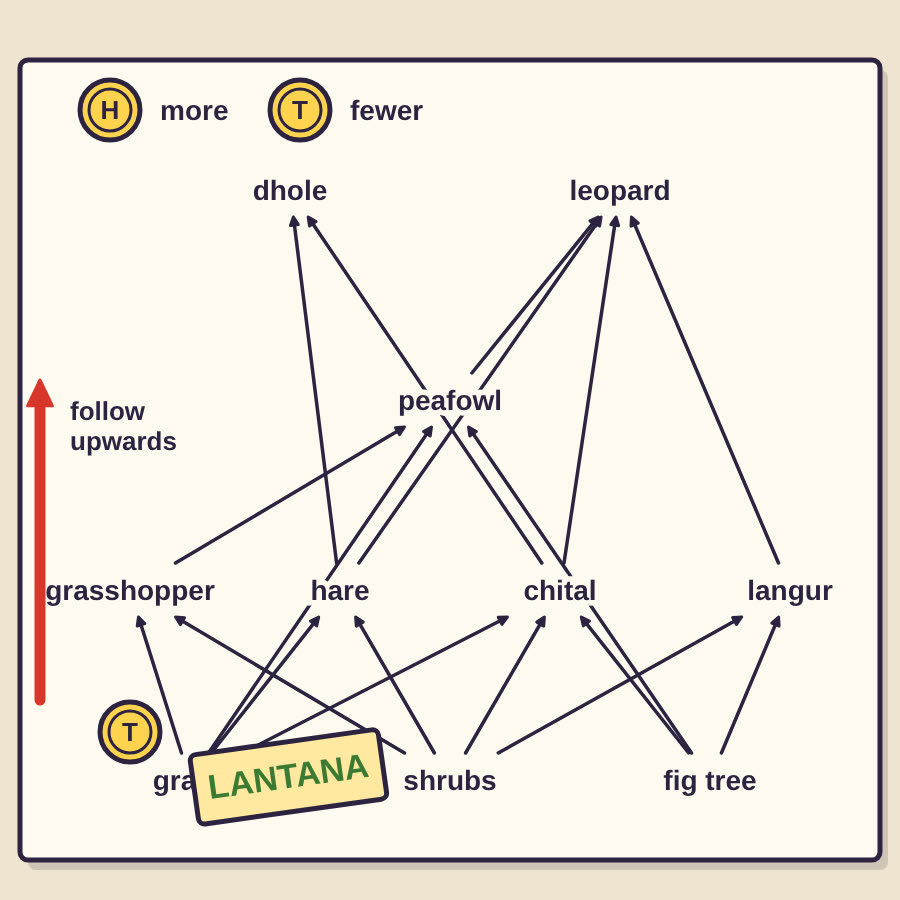 H more T fewer
dhole leopard
peafowl
follow
upwards
grasshopper hare chital langur
T
LANTANA shrubs fig tree